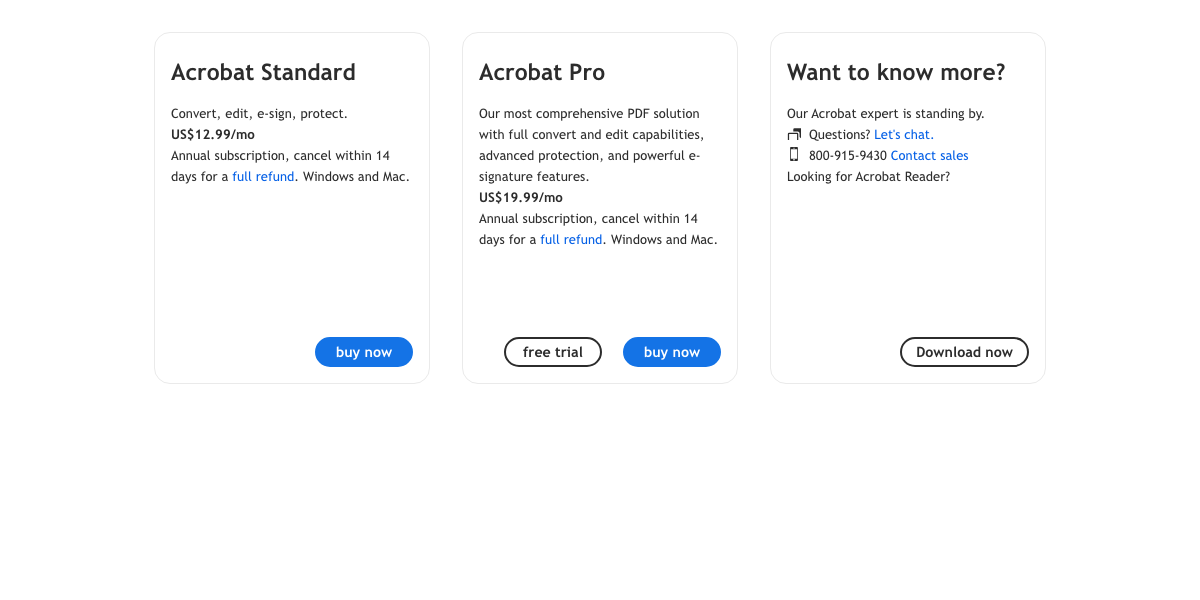 Acrobat Standard
Convert, edit, e-sign, protect.
US$12.99/mo
Annual subscription, cancel within 14
days for a full refund. Windows and Mac.
buy now
Acrobat Pro
Our most comprehensive PDF solution
with full convert and edit capabilities,
advanced protection, and powerful e-
signature features.
US$19.99/mo
Annual subscription, cancel within 14
days for a full refund. Windows and Mac.
free trial
buy now
Want to know more?
Our Acrobat expert is standing by.
Questions? Let's chat.
800-915-9430 Contact sales
Looking for Acrobat Reader?
Download now